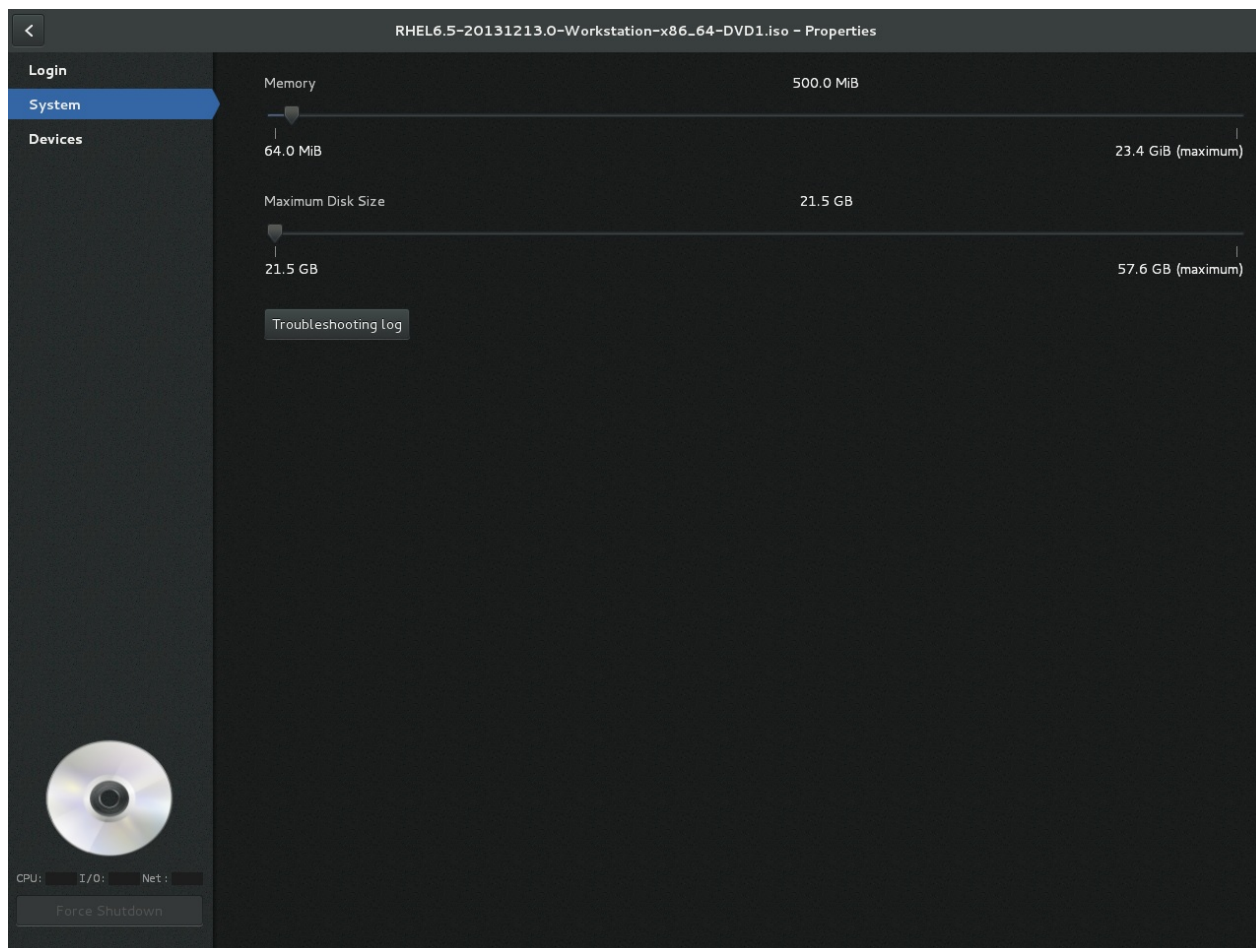 RHEL6.5-20131213.0-Workstation-x86_64-DVD1.iso - Properties
Login
System
Devices
Memory 500.0 MiB
64.0 MiB 23.4 GiB (maximum)
Maximum Disk Size 21.5 GB
21.5 GB 57.6 GB (maximum)
Troubleshooting log
CPU: I/O: Net:
Force Shutdown